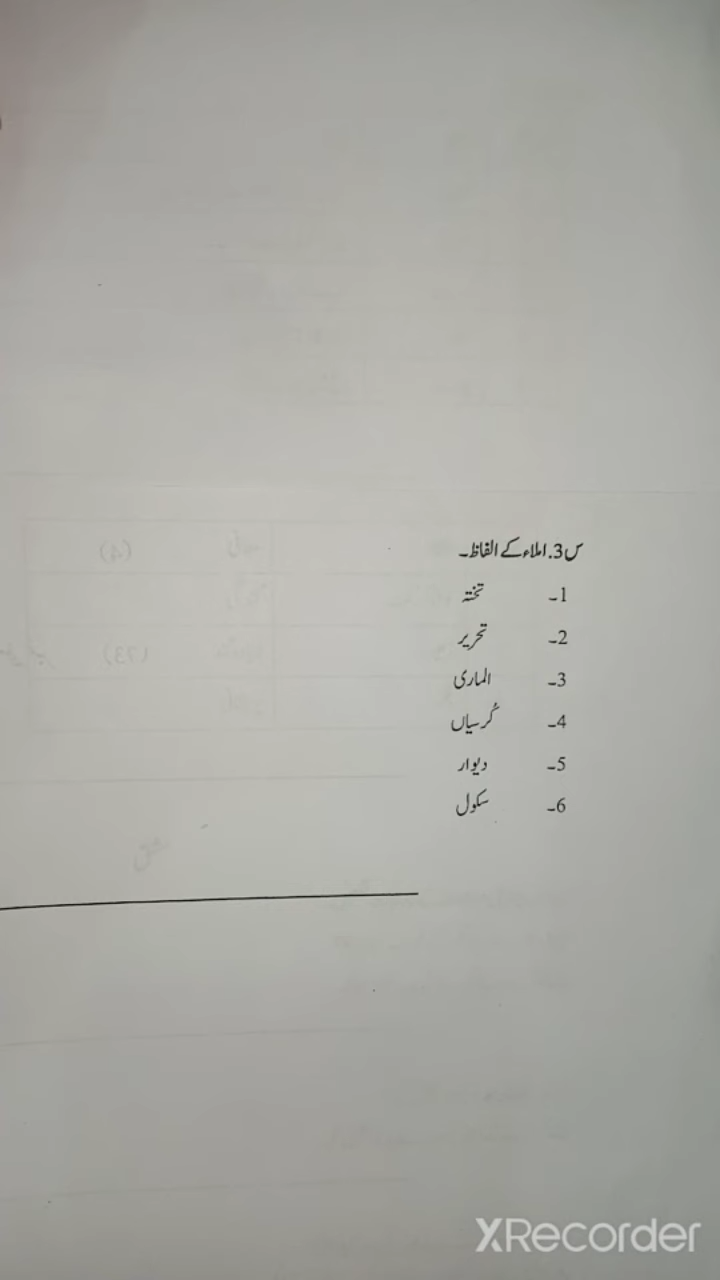 س3. املاء کے الفاظ۔
1۔ تختہ
2۔ تحریر
3۔ الماری
4۔ کُرسیاں
5۔ دیوار
6۔ سکول
XRecorder